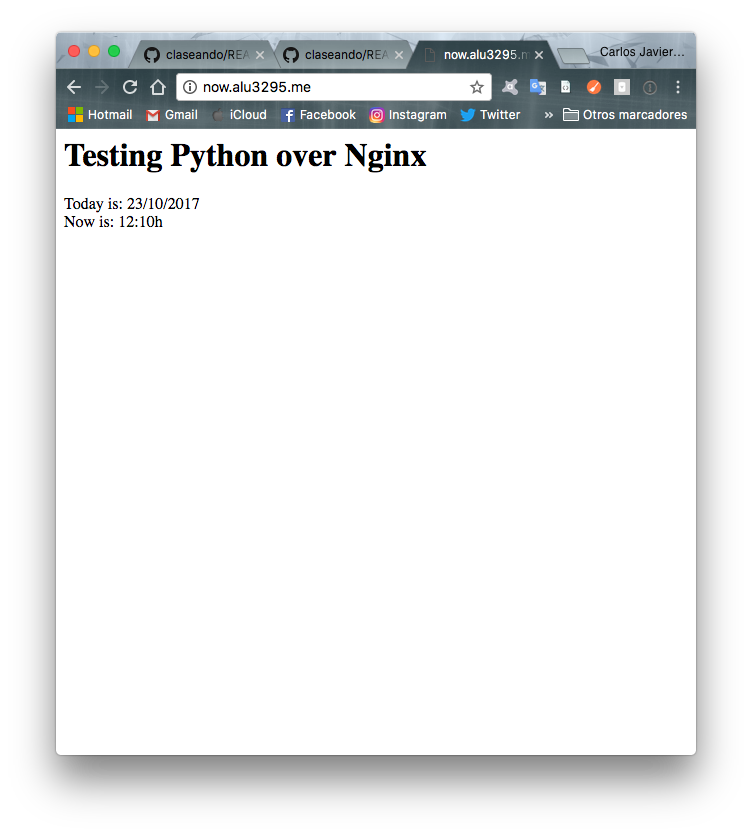 claseando/REA
claseando/REA
now.alu3295.m
Carlos Javier...
now.alu3295.me
Hotmail
Gmail
iCloud
Facebook
Instagram
Twitter
»
Otros marcadores
Testing Python over Nginx
Today is: 23/10/2017
Now is: 12:10h